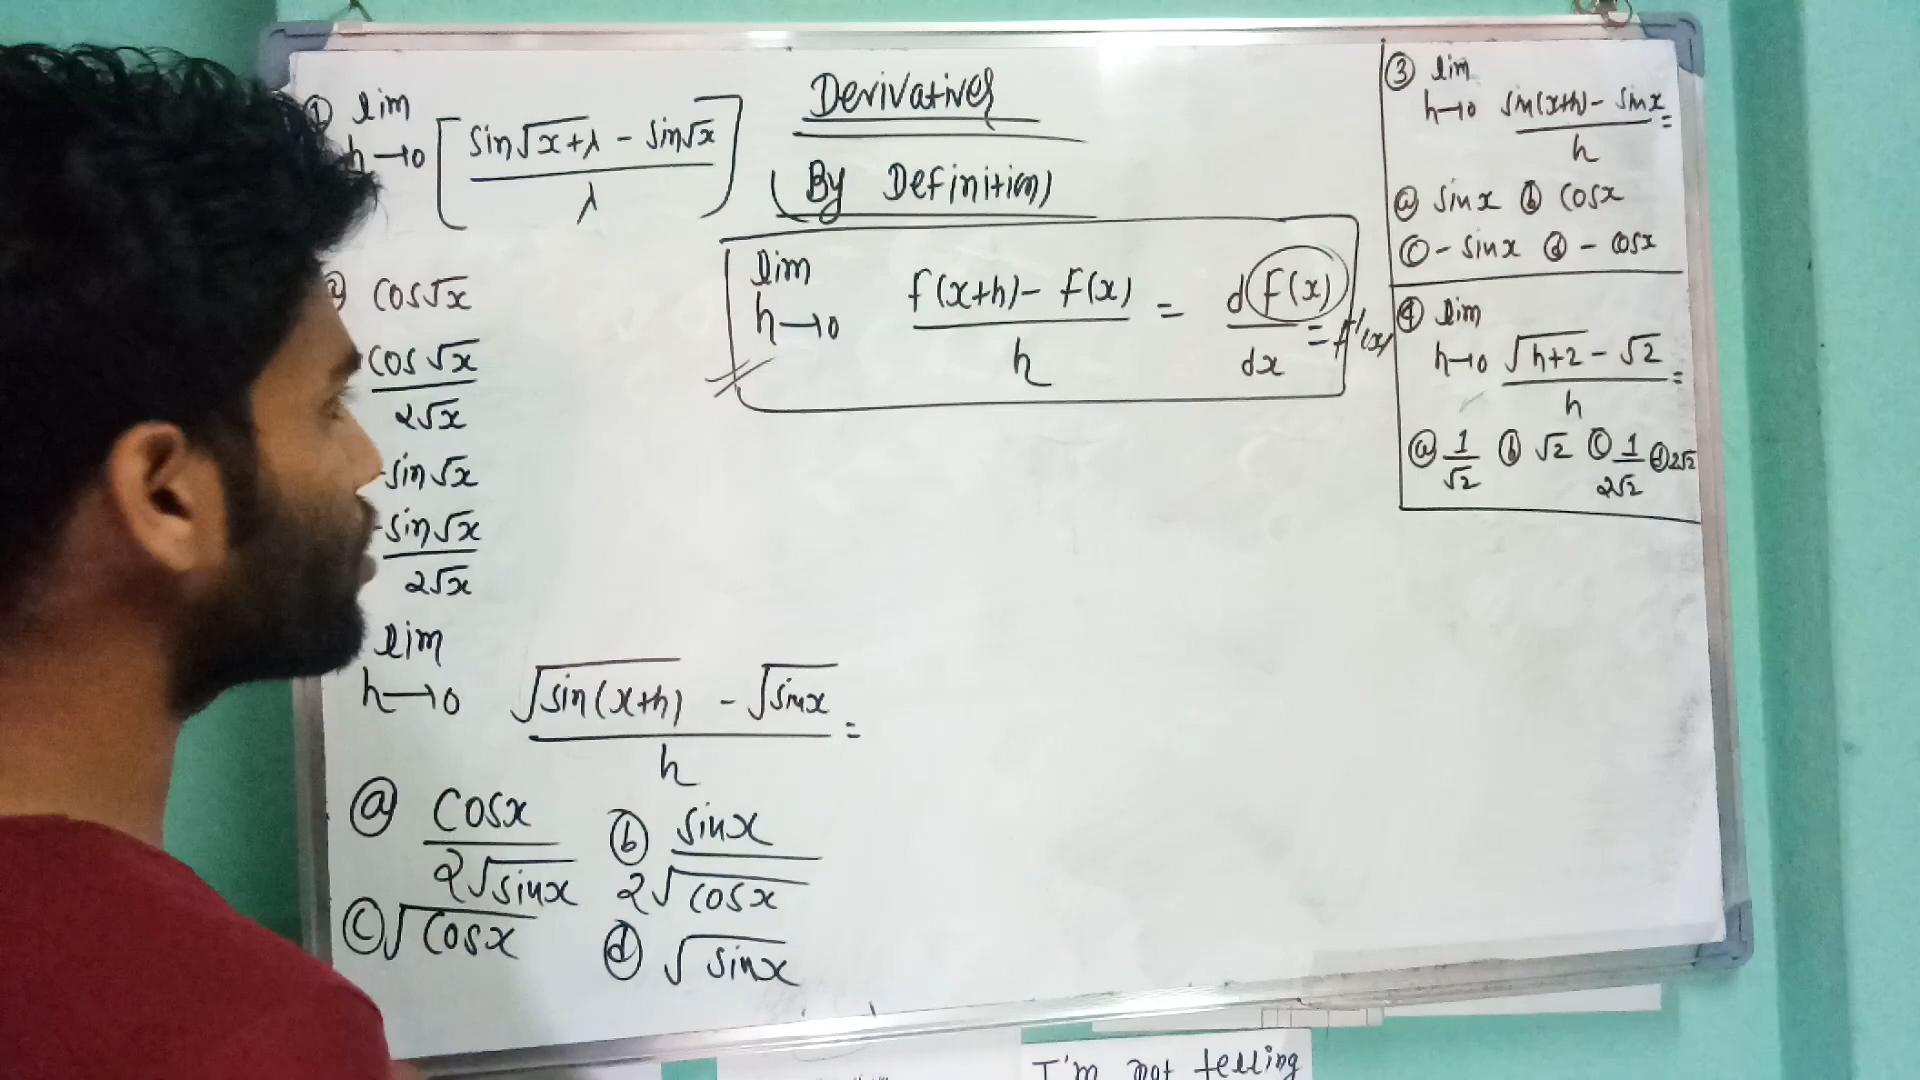 Derivatives
(By Definition)
① lim
h→0 [ sin√x+λ - sin√x / λ ]
cos√x
cos√x / 2√x
-sin√x
-sin√x / 2√x
lim
h→0 √sin(x+h) - √sinx / h =
ⓐ cosx / 2√sinx ⓑ sinx / 2√cosx
ⓒ √cosx ⓓ √sinx
lim
h→0 f(x+h) - f(x) / h = d f(x) / dx = f'(x)
③ lim
h→0 sin(x+h) - sinx / h =
ⓐ sinx ⓑ cosx
ⓒ - sinx ⓓ - cosx
④ lim
h→0 √h+2 - √2 / h =
ⓐ 1/√2 ⓑ √2 ⓒ 1/2√2 ⓓ 2√2
I'm not telling